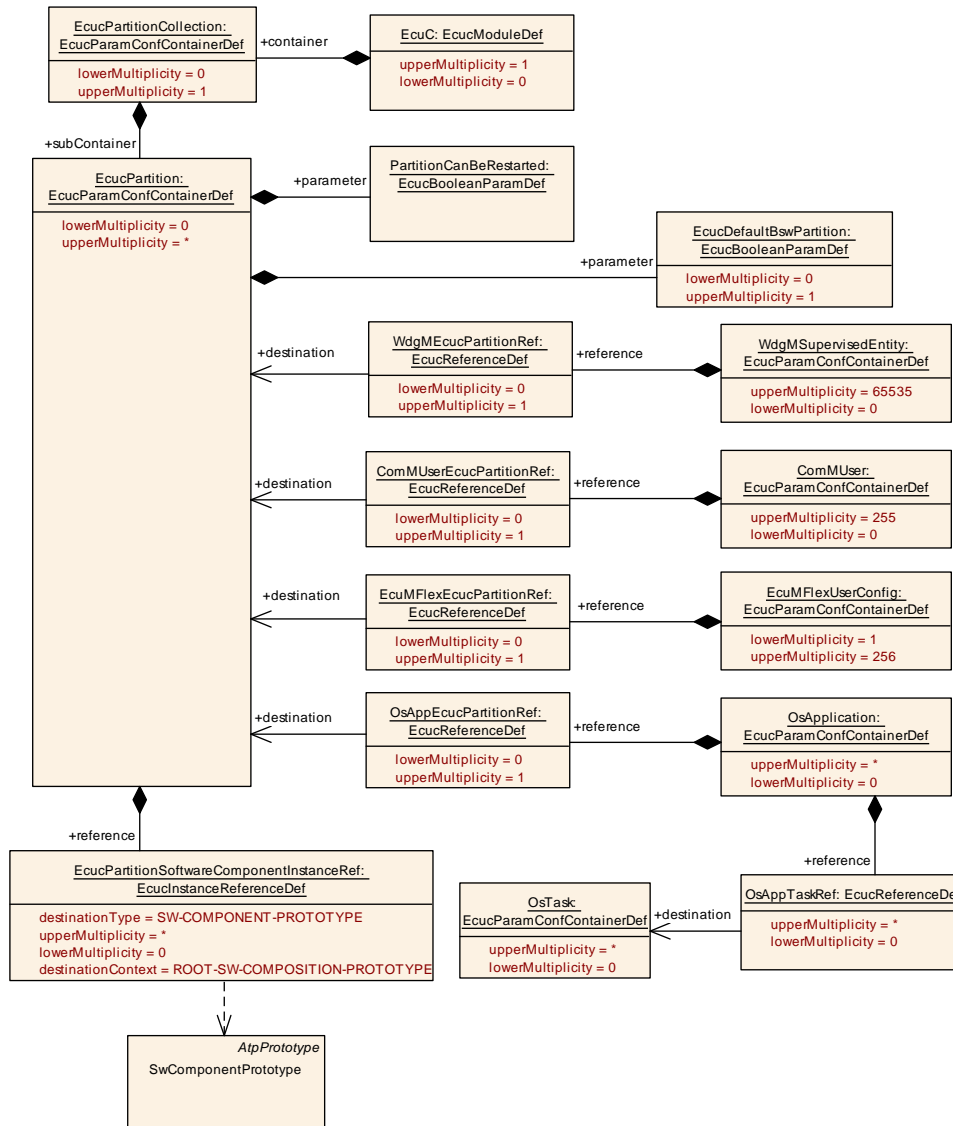 EcucPartitionCollection:
EcucParamConfContainerDef
lowerMultiplicity = 0
upperMultiplicity = 1
+container
EcuC: EcucModuleDef
upperMultiplicity = 1
lowerMultiplicity = 0
+subContainer
EcucPartition:
EcucParamConfContainerDef
lowerMultiplicity = 0
upperMultiplicity = *
+parameter
PartitionCanBeRestarted:
EcucBooleanParamDef
+parameter
EcucDefaultBswPartition:
EcucBooleanParamDef
lowerMultiplicity = 0
upperMultiplicity = 1
+destination
WdgMEcucPartitionRef:
EcucReferenceDef
lowerMultiplicity = 0
upperMultiplicity = 1
+reference
WdgMSupervisedEntity:
EcucParamConfContainerDef
upperMultiplicity = 65535
lowerMultiplicity = 0
+destination
ComMUserEcucPartitionRef:
EcucReferenceDef
lowerMultiplicity = 0
upperMultiplicity = 1
+reference
ComMUser:
EcucParamConfContainerDef
upperMultiplicity = 255
lowerMultiplicity = 0
+destination
EcuMFlexEcucPartitionRef:
EcucReferenceDef
lowerMultiplicity = 0
upperMultiplicity = 1
+reference
EcuMFlexUserConfig:
EcucParamConfContainerDef
lowerMultiplicity = 1
upperMultiplicity = 256
+destination
OsAppEcucPartitionRef:
EcucReferenceDef
lowerMultiplicity = 0
upperMultiplicity = 1
+reference
OsApplication:
EcucParamConfContainerDef
upperMultiplicity = *
lowerMultiplicity = 0
+reference
EcucPartitionSoftwareComponentInstanceRef:
EcucInstanceReferenceDef
destinationType = SW-COMPONENT-PROTOTYPE
upperMultiplicity = *
lowerMultiplicity = 0
destinationContext = ROOT-SW-COMPOSITION-PROTOTYPE
+reference
OsTask:
EcucParamConfContainerDef
upperMultiplicity = *
lowerMultiplicity = 0
+destination
OsAppTaskRef: EcucReferenceDe
upperMultiplicity = *
lowerMultiplicity = 0
AtpPrototype
SwComponentPrototype